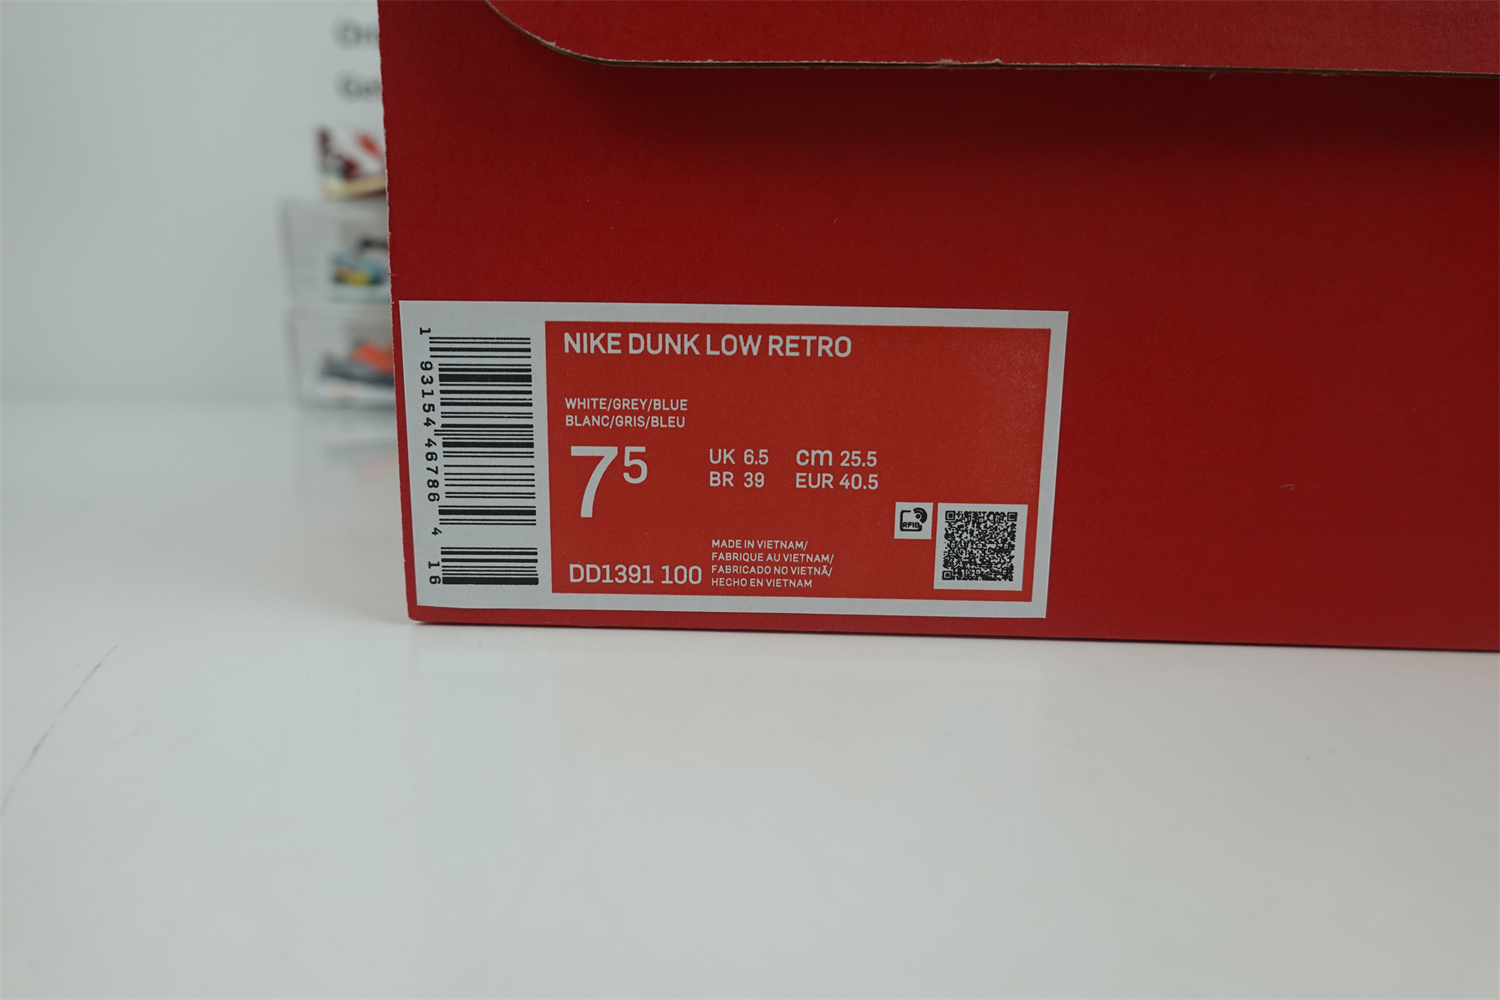 NIKE DUNK LOW RETRO
WHITE/GREY/BLUE
BLANC/GRIS/BLEU
7 5
UK 6.5 cm 25.5
BR 39 EUR 40.5
RFID
MADE IN VIETNAM/
FABRIQUE AU VIETNAM/
FABRICADO NO VIETNÃ/
HECHO EN VIETNAM
DD1391 100
1 93154 46786 4 16